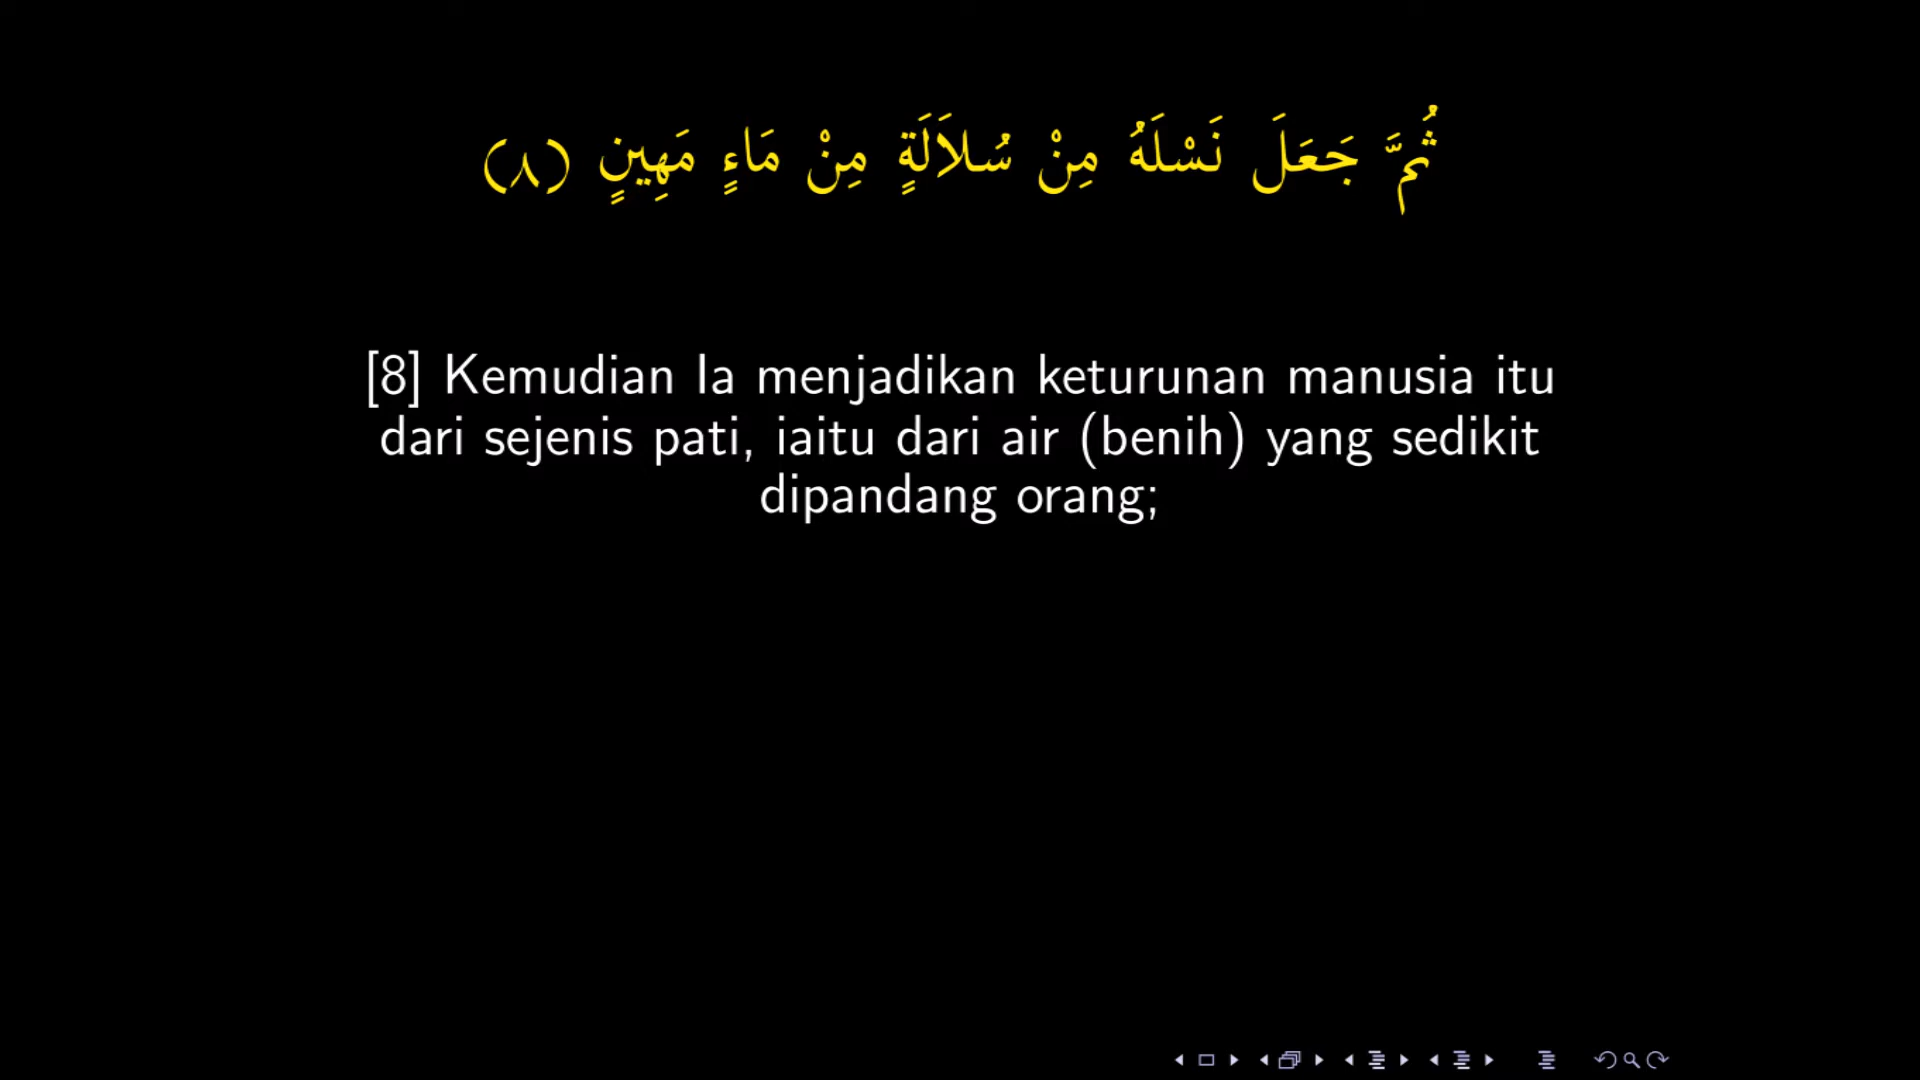 ثُمَّ جَعَلَ نَسْلَهُ مِنْ سُلاَلَةٍ مِنْ مَاءٍ مَهِينٍ (٨)
[8] Kemudian Ia menjadikan keturunan manusia itu
dari sejenis pati, iaitu dari air (benih) yang sedikit
dipandang orang;